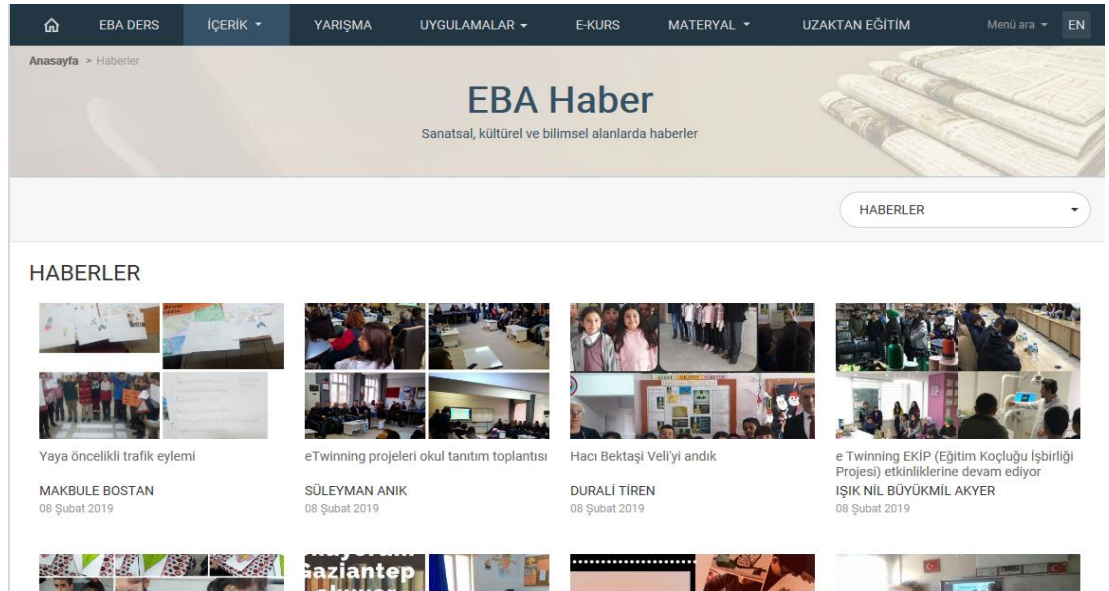 EBA DERS İÇERİK YARIŞMA UYGULAMALAR E-KURS MATERYAL UZAKTAN EĞİTİM Menü ara EN
Anasayfa > Haberler
EBA Haber
Sanatsal, kültürel ve bilimsel alanlarda haberler
HABERLER
HABERLER
Yaya öncelikli trafik eylemi
MAKBULE BOSTAN
08 Şubat 2019
eTwinning projeleri okul tanıtım toplantısı
SÜLEYMAN ANIK
08 Şubat 2019
Hacı Bektaşi Veli'yi andık
DURALİ TİREN
08 Şubat 2019
e Twinning EKİP (Eğitim Koçluğu İşbirliği
Projesi) etkinliklerine devam ediyor
IŞIK NİL BÜYÜKMİL AKYER
08 Şubat 2019
Gaziantep